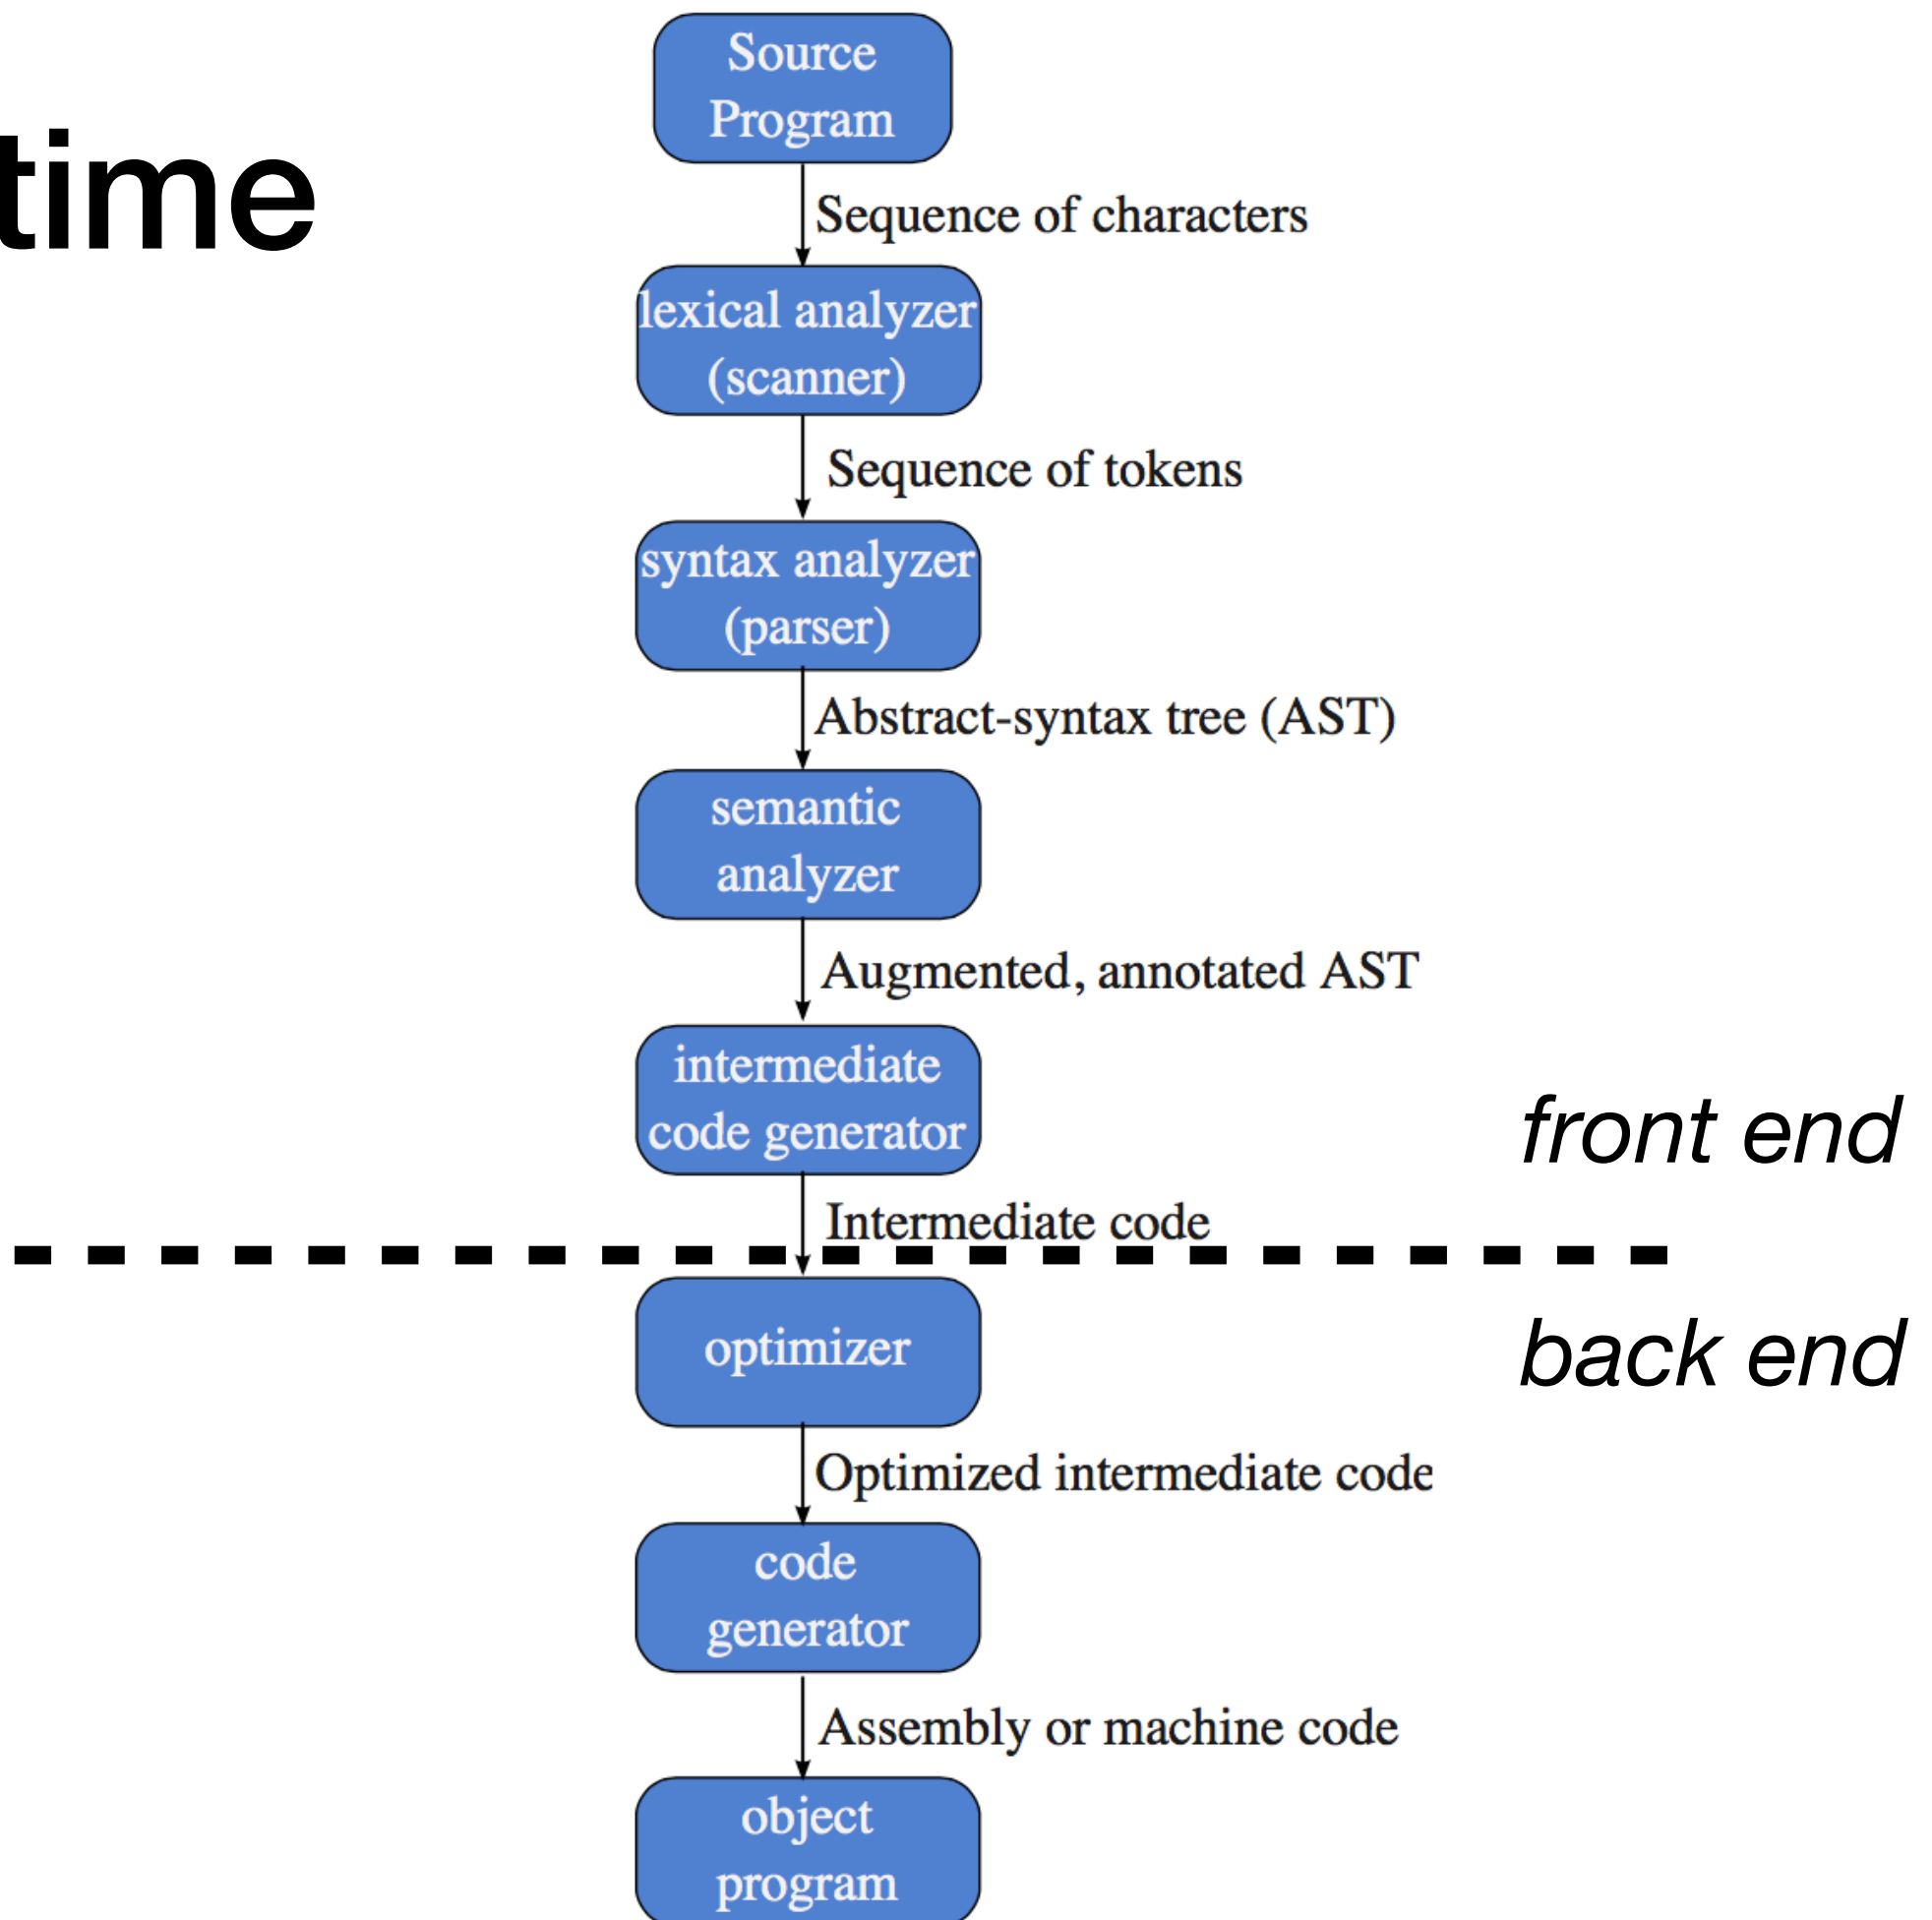 Source
Program
time
Sequence of characters
lexical analyzer
(scanner)
Sequence of tokens
syntax analyzer
(parser)
Abstract-syntax tree (AST)
semantic
analyzer
Augmented, annotated AST
intermediate
code generator
front end
Intermediate code
optimizer
back end
Optimized intermediate code
code
generator
Assembly or machine code
object
program